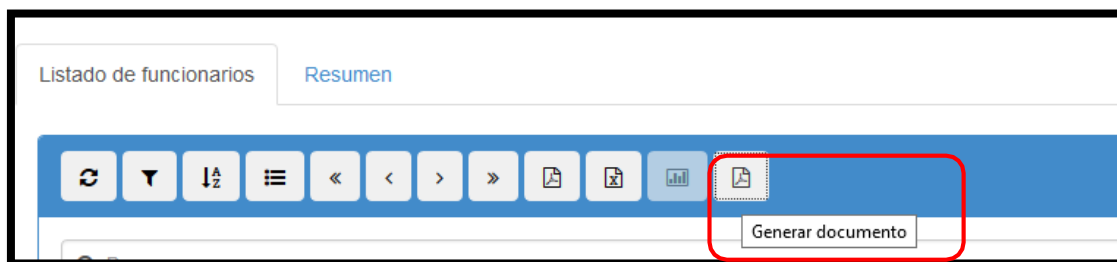 Listado de funcionarios
Resumen
Generar documento